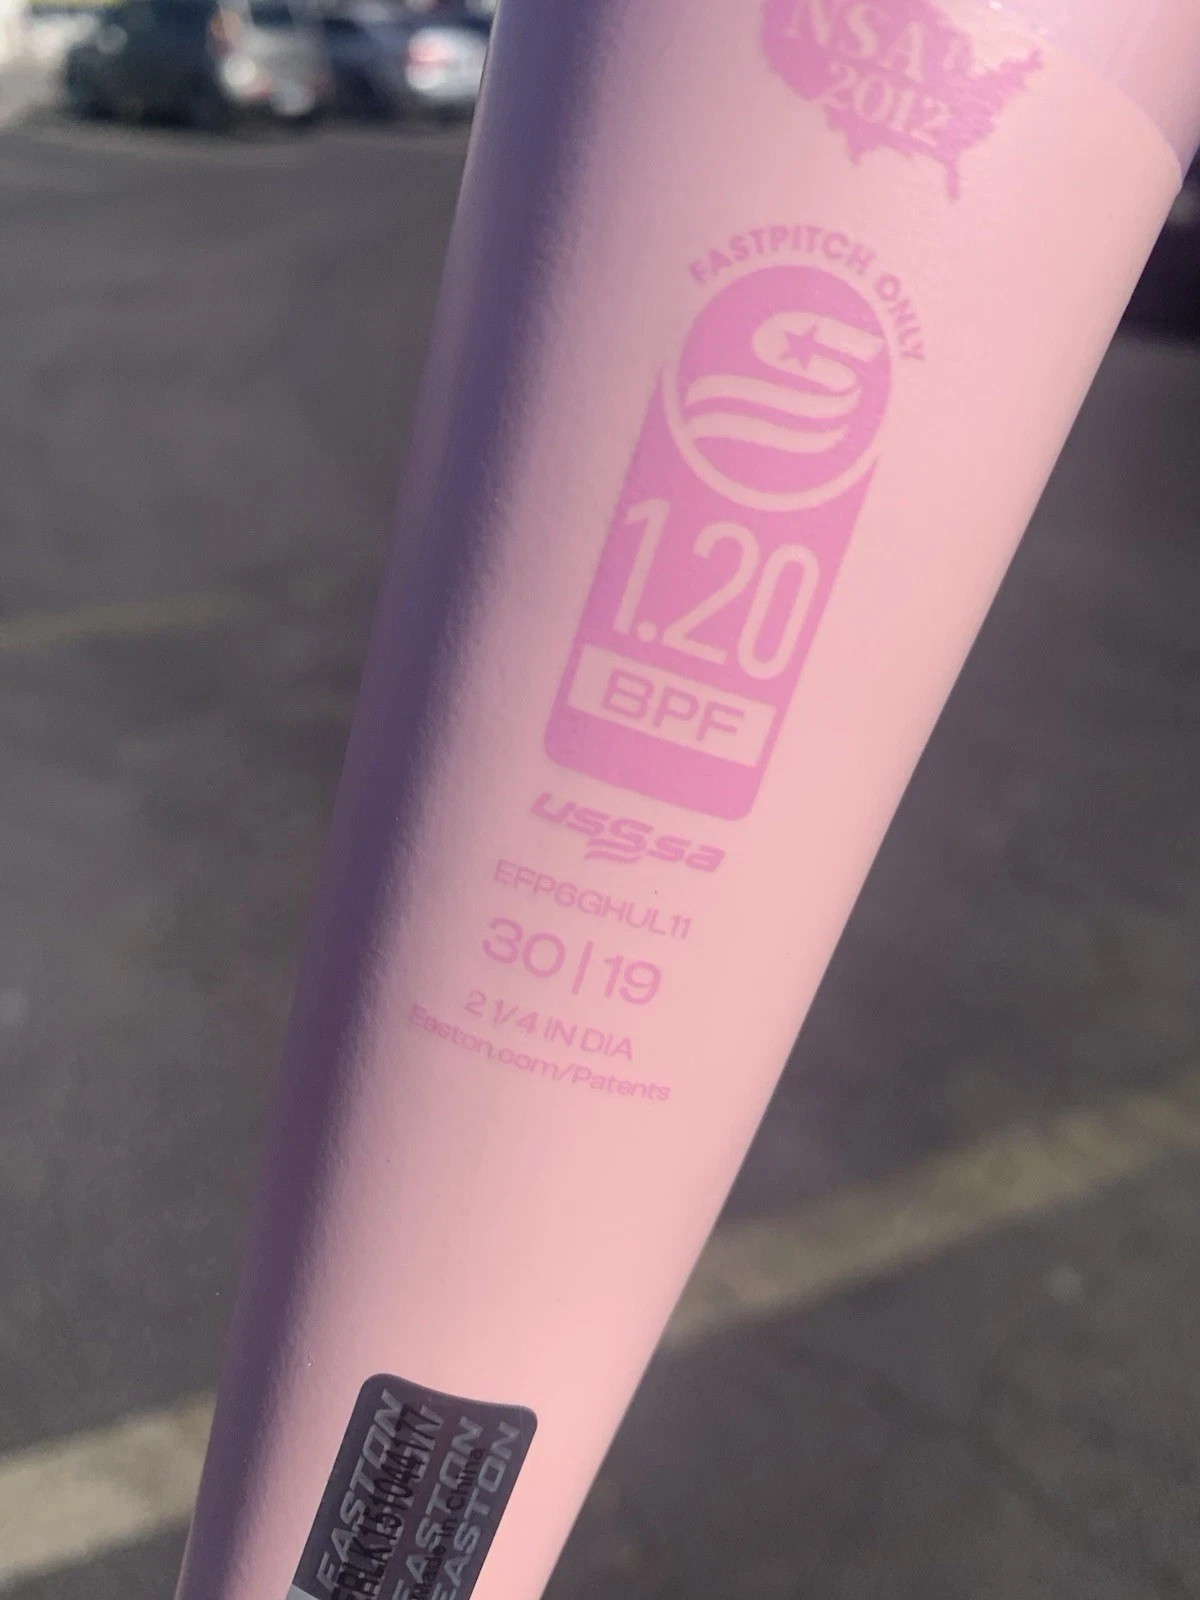 NSA
2012
FASTPITCH ONLY
1.20
BPF
usssa
EFP6GHUL11
30 | 19
2 1/4 IN DIA
Easton.com/Patents
EASTON
EASTON
Made in China
EASTON